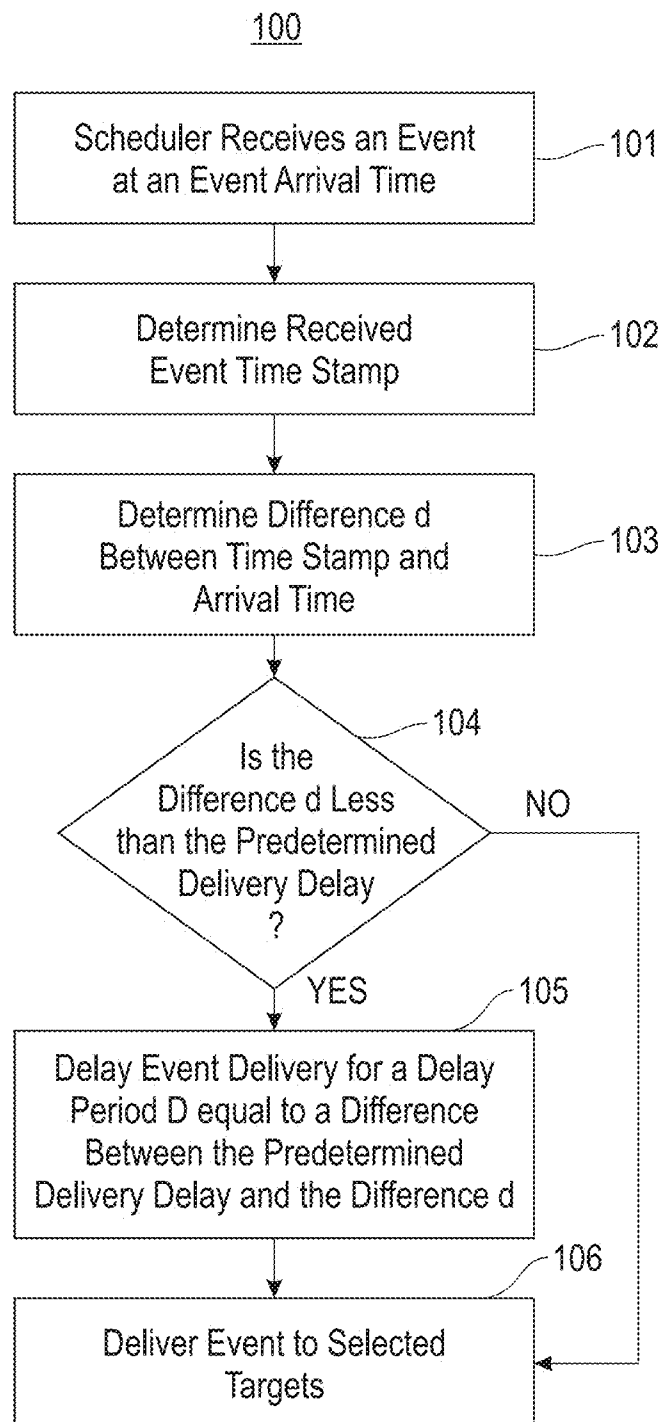 100
Scheduler Receives an Event
at an Event Arrival Time
101
Determine Received
Event Time Stamp
102
Determine Difference d
Between Time Stamp and
Arrival Time
103
104
Is the
Difference d Less
than the Predetermined
Delivery Delay
?
NO
YES
105
Delay Event Delivery for a Delay
Period D equal to a Difference
Between the Predetermined
Delivery Delay and the Difference d
106
Deliver Event to Selected
Targets